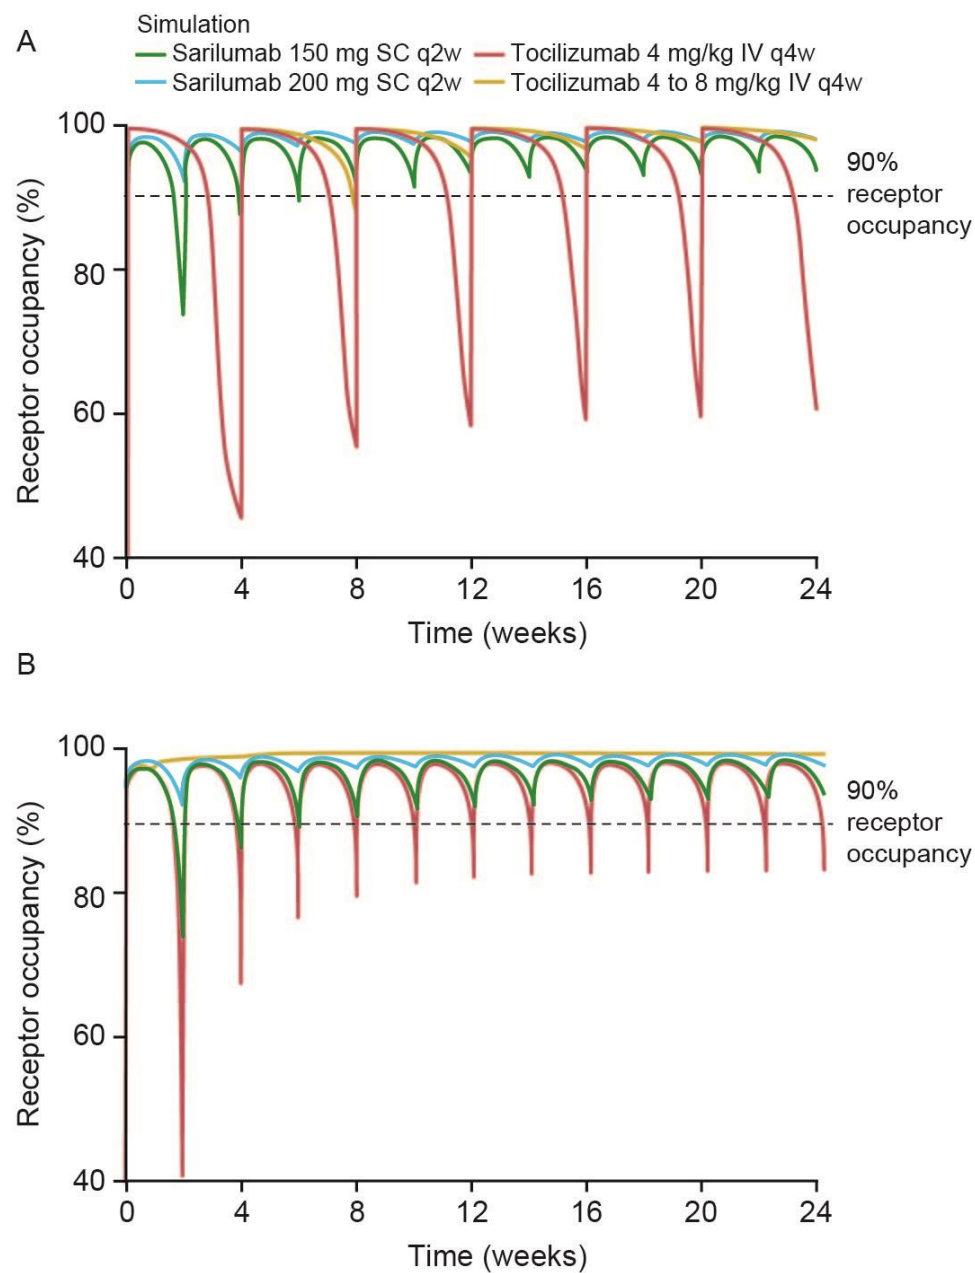 A
Simulation
Sarilumab 150 mg SC q2w
Tocilizumab 4 mg/kg IV q4w
Sarilumab 200 mg SC q2w
Tocilizumab 4 to 8 mg/kg IV q4w
Receptor occupancy (%)
100
80
60
40
90%
receptor
occupancy
0 4 8 12 16 20 24
Time (weeks)
B
Receptor occupancy (%)
100
80
60
40
90%
receptor
occupancy
0 4 8 12 16 20 24
Time (weeks)